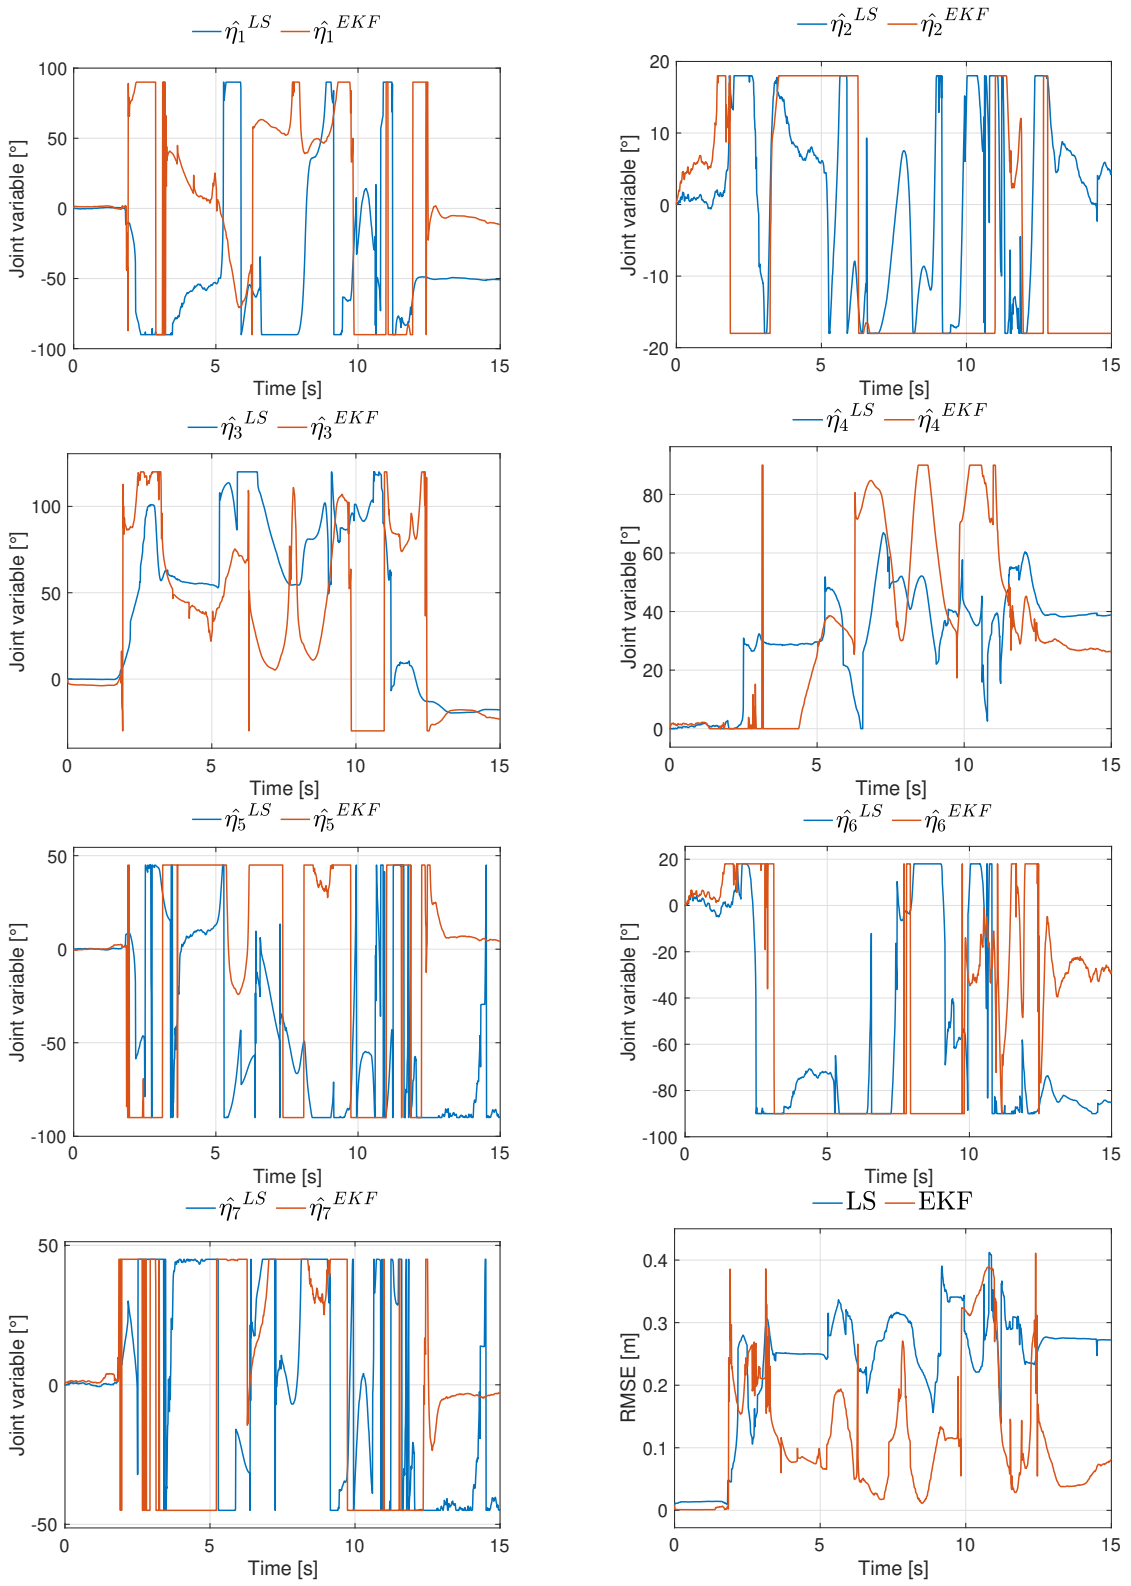 η̂₁^LS η̂₁^EKF
100
50
0
-50
-100
Joint variable [°]
0 5 10 15
Time [s]
η̂₂^LS η̂₂^EKF
20
10
0
-10
-20
Joint variable [°]
0 5 10 15
Time [s]
η̂₃^LS η̂₃^EKF
100
50
0
Joint variable [°]
0 5 10 15
Time [s]
η̂₄^LS η̂₄^EKF
80
60
40
20
0
Joint variable [°]
0 5 10 15
Time [s]
η̂₅^LS η̂₅^EKF
50
0
-50
-100
Joint variable [°]
0 5 10 15
Time [s]
η̂₆^LS η̂₆^EKF
20
0
-20
-40
-60
-80
-100
Joint variable [°]
0 5 10 15
Time [s]
η̂₇^LS η̂₇^EKF
50
0
-50
Joint variable [°]
0 5 10 15
Time [s]
LS EKF
0.4
0.3
0.2
0.1
0
RMSE [m]
0 5 10 15
Time [s]